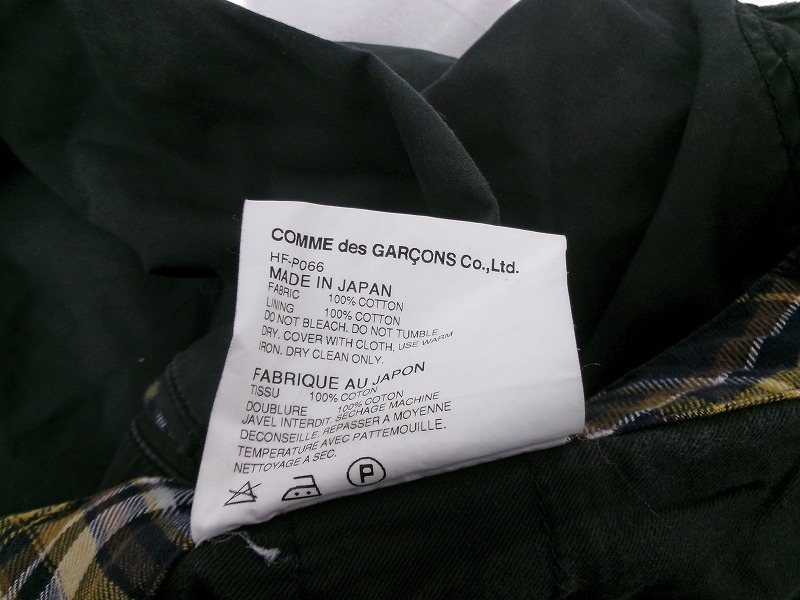 COMME des GARÇONS Co.,Ltd.
HF-P066
MADE IN JAPAN
FABRIC 100% COTTON
LINING 100% COTTON
DO NOT BLEACH. DO NOT TUMBLE
DRY. COVER WITH CLOTH, USE WARM
IRON. DRY CLEAN ONLY.
FABRIQUE AU JAPON
TISSU 100% COTON
DOUBLURE 100% COTON
JAVEL INTERDIT. SECHAGE MACHINE
DECONSEILLE. REPASSER A MOYENNE
TEMPERATURE AVEC PATTEMOUILLE.
NETTOYAGE A SEC.
P